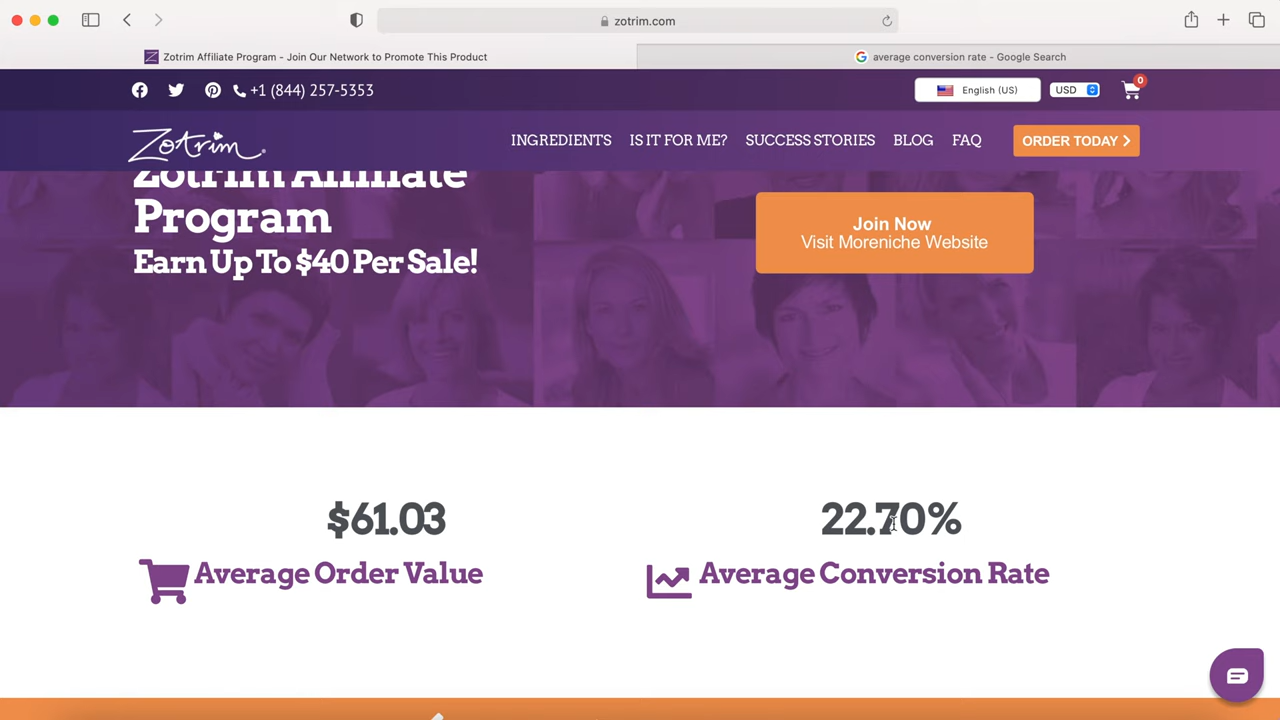 zotrim.com
Zotrim Affiliate Program - Join Our Network to Promote This Product
average conversion rate - Google Search
+1 (844) 257-5353
English (US)
USD
0
Zotrim
INGREDIENTS
IS IT FOR ME?
SUCCESS STORIES
BLOG
FAQ
ORDER TODAY
Zotrim Affiliate
Program
Earn Up To $40 Per Sale!
Join Now
Visit Moreniche Website
$61.03
Average Order Value
22.70%
Average Conversion Rate